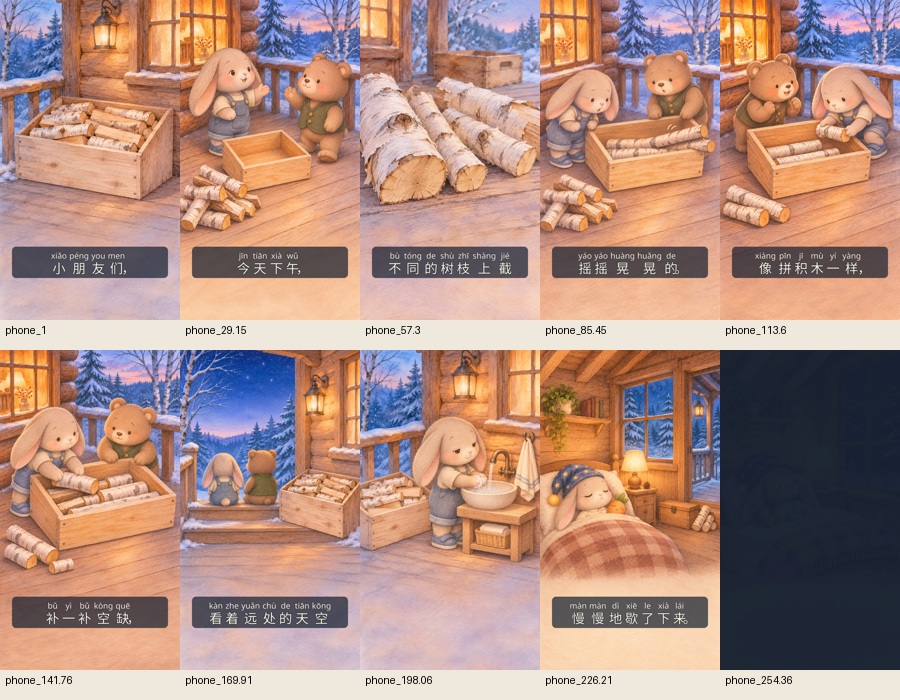 xiǎo péng you men
小朋友们,
jīn tiān xià wǔ
今天下午,
bù tóng de shù zhī shàng jié
不同的树枝上截
yáo yáo huàng huǎng de
摇摇晃晃的,
xiàng pīn jī mù yí yàng
像拼积木一样,
phone_1
phone_29.15
phone_57.3
phone_85.45
phone_113.6
bǔ yì bǔ kòng quē
补一补空缺,
kàn zhe yuǎn chù de tiān kōng
看着远处的天空
màn màn dì xiē le xià lái
慢慢地歇了下来。
phone_141.76
phone_169.91
phone_198.06
phone_226.21
phone_254.36